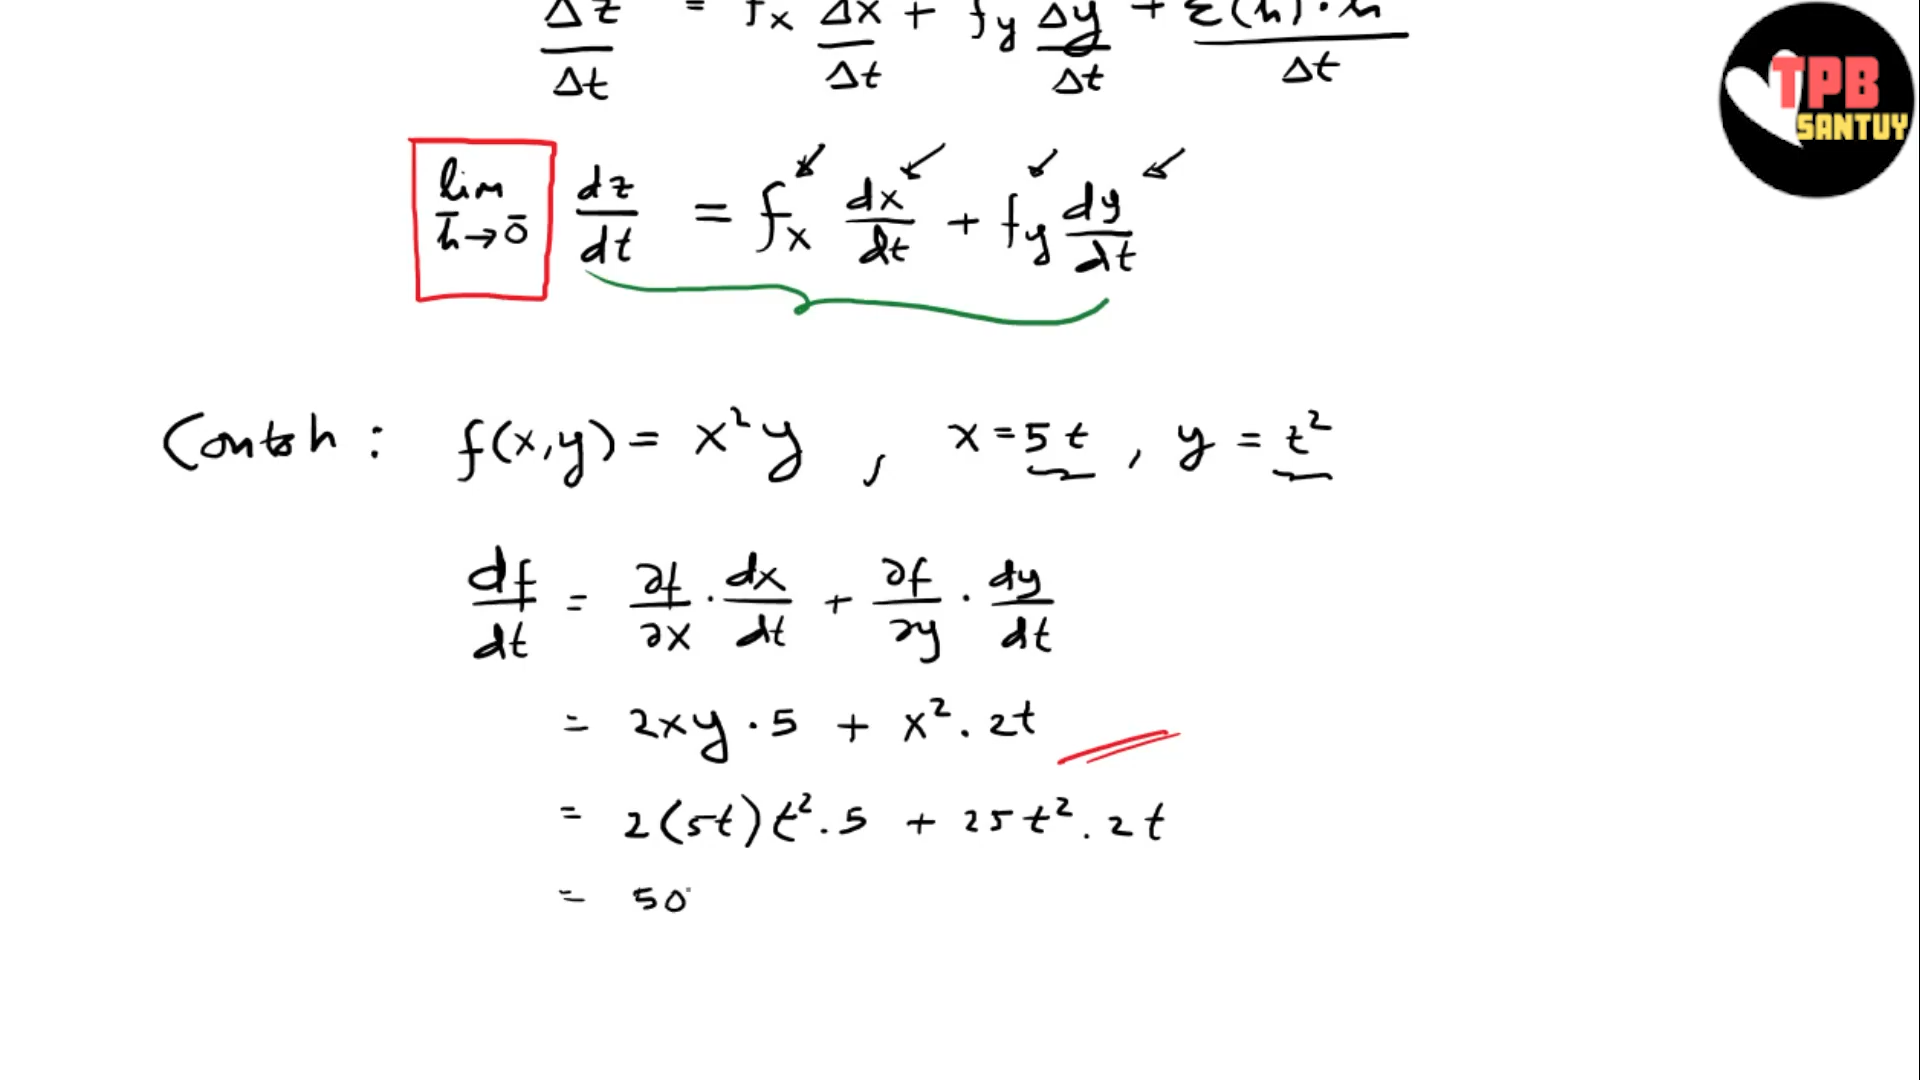 Δz/Δt = fx Δx/Δt + fy Δy/Δt + ε(h)·h/Δt
TPB
SANTUY
lim h̄→0̄ dz/dt = fx dx/dt + fy dy/dt
Contoh : f(x,y) = x²y , x = 5t , y = t²
df/dt = ∂f/∂x · dx/dt + ∂f/∂y · dy/dt
= 2xy · 5 + x² · 2t
= 2(5t)t² · 5 + 25t² · 2t
= 50